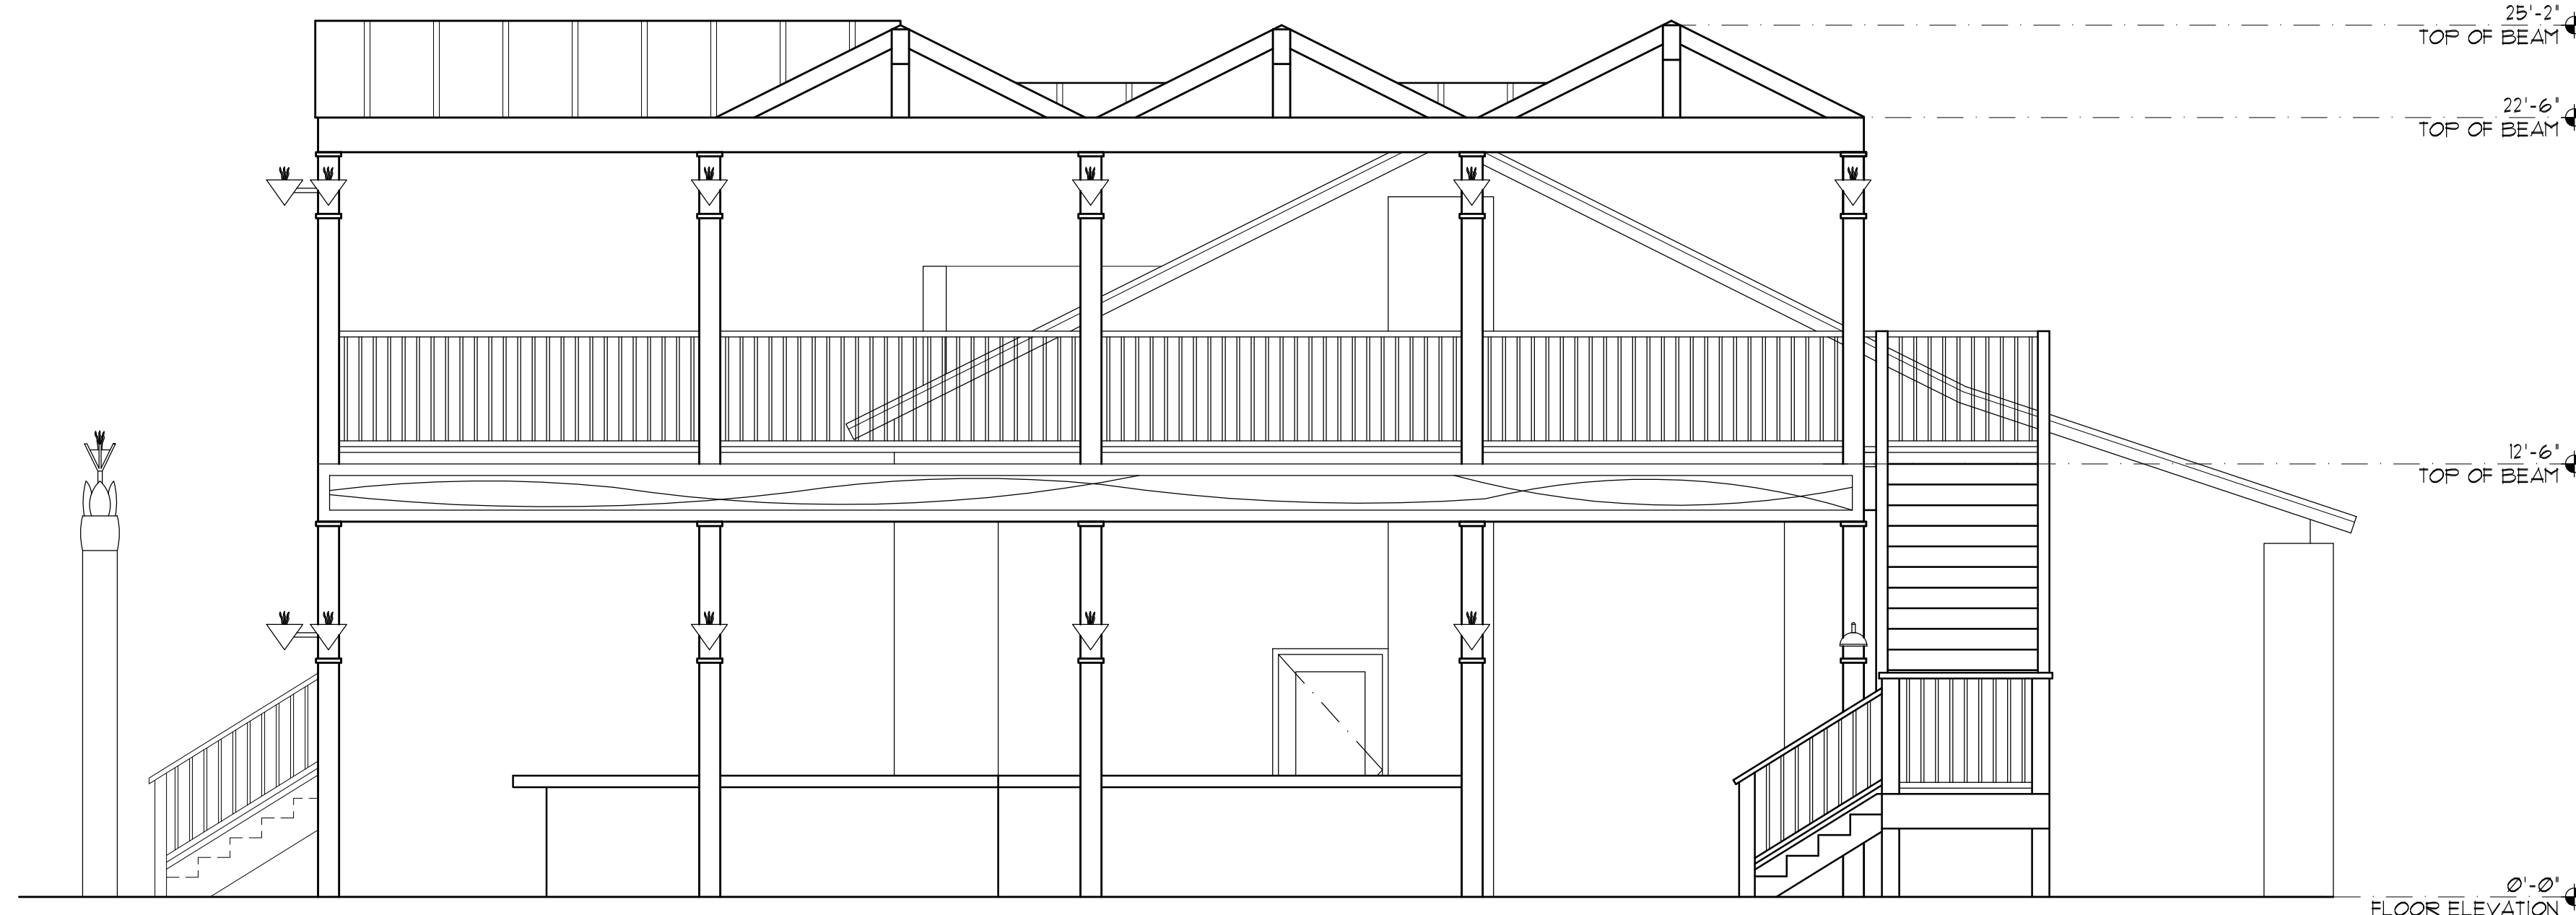 25'-2"
TOP OF BEAM
22'-6"
TOP OF BEAM
12'-6"
TOP OF BEAM
0'-0"
FLOOR ELEVATION